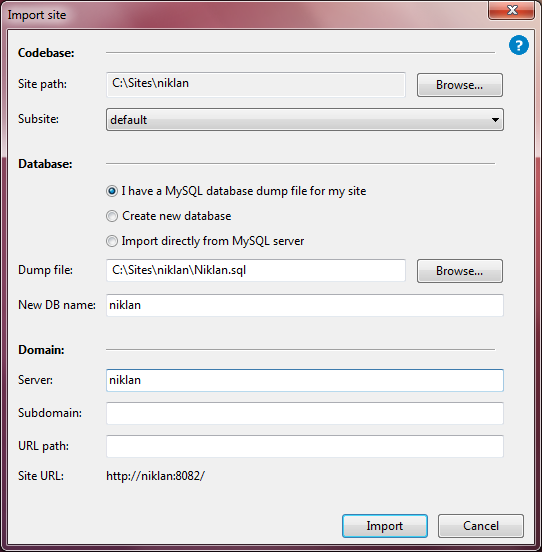 Import site
?
Codebase:
Site path: C:\Sites\niklan Browse...
Subsite: default
Database:
I have a MySQL database dump file for my site
Create new database
Import directly from MySQL server
Dump file: C:\Sites\niklan\Niklan.sql Browse...
New DB name: niklan
Domain:
Server: niklan
Subdomain:
URL path:
Site URL: http://niklan:8082/
Import Cancel